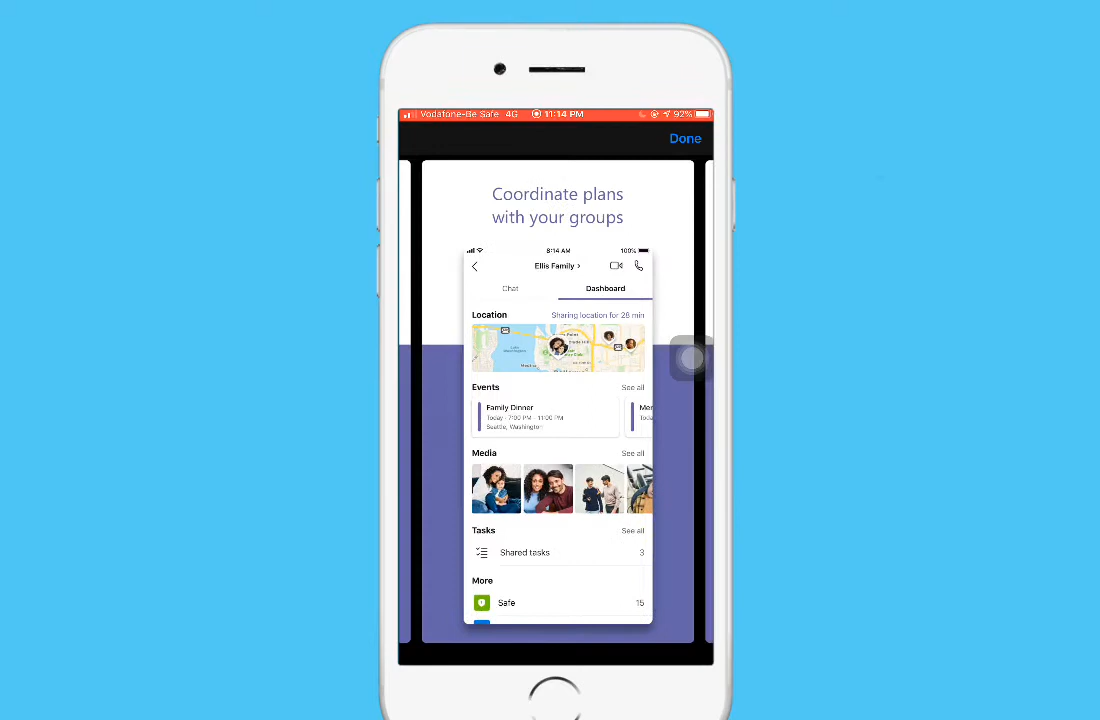 Vodafone-Be Safe 4G 11:14 PM 92%
Done
Coordinate plans
with your groups
8:14 AM 100%
Ellis Family >
Chat Dashboard
Location Sharing location for 28 min
Events See all
Family Dinner
Today · 7:00 PM - 11:00 PM
Seattle, Washington
Media See all
Tasks See all
Shared tasks 3
More
Safe 15